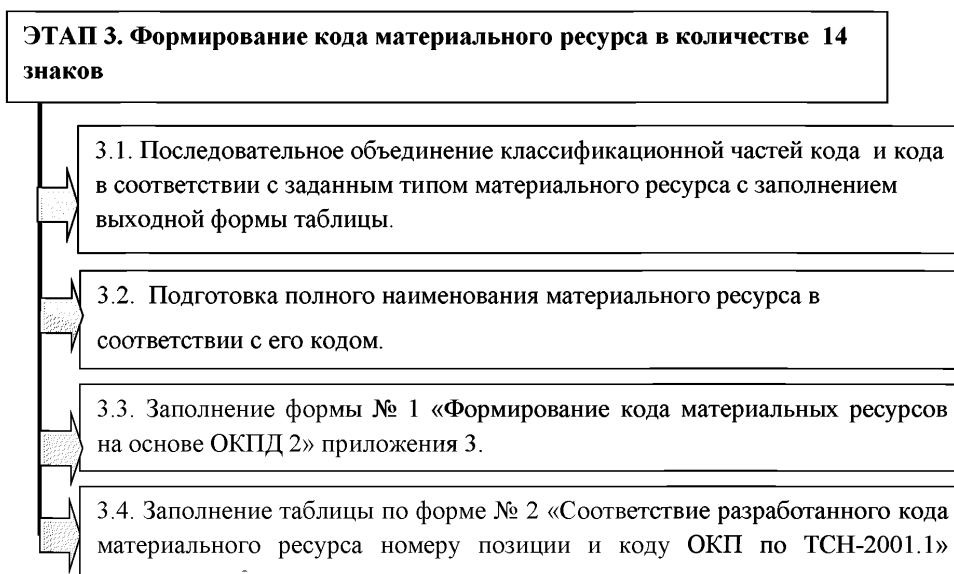 ЭТАП 3. Формирование кода материального ресурса в количестве 14
знаков
3.1. Последовательное объединение классификационной частей кода и кода
в соответствии с заданным типом материального ресурса с заполнением
выходной формы таблицы.
3.2. Подготовка полного наименования материального ресурса в
соответствии с его кодом.
3.3. Заполнение формы № 1 «Формирование кода материальных ресурсов
на основе ОКПД 2» приложения 3.
3.4. Заполнение таблицы по форме № 2 «Соответствие разработанного кода
материального ресурса номеру позиции и коду ОКП по ТСН-2001.1»